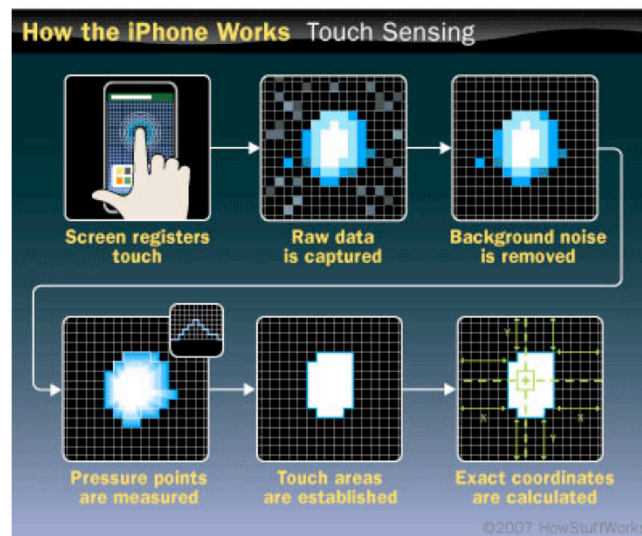 How the iPhone Works Touch Sensing
Screen registers
touch
Raw data
is captured
Background noise
is removed
Pressure points
are measured
Touch areas
are established
Exact coordinates
are calculated
Y
X
X
Y
©2007 HowStuffWorks